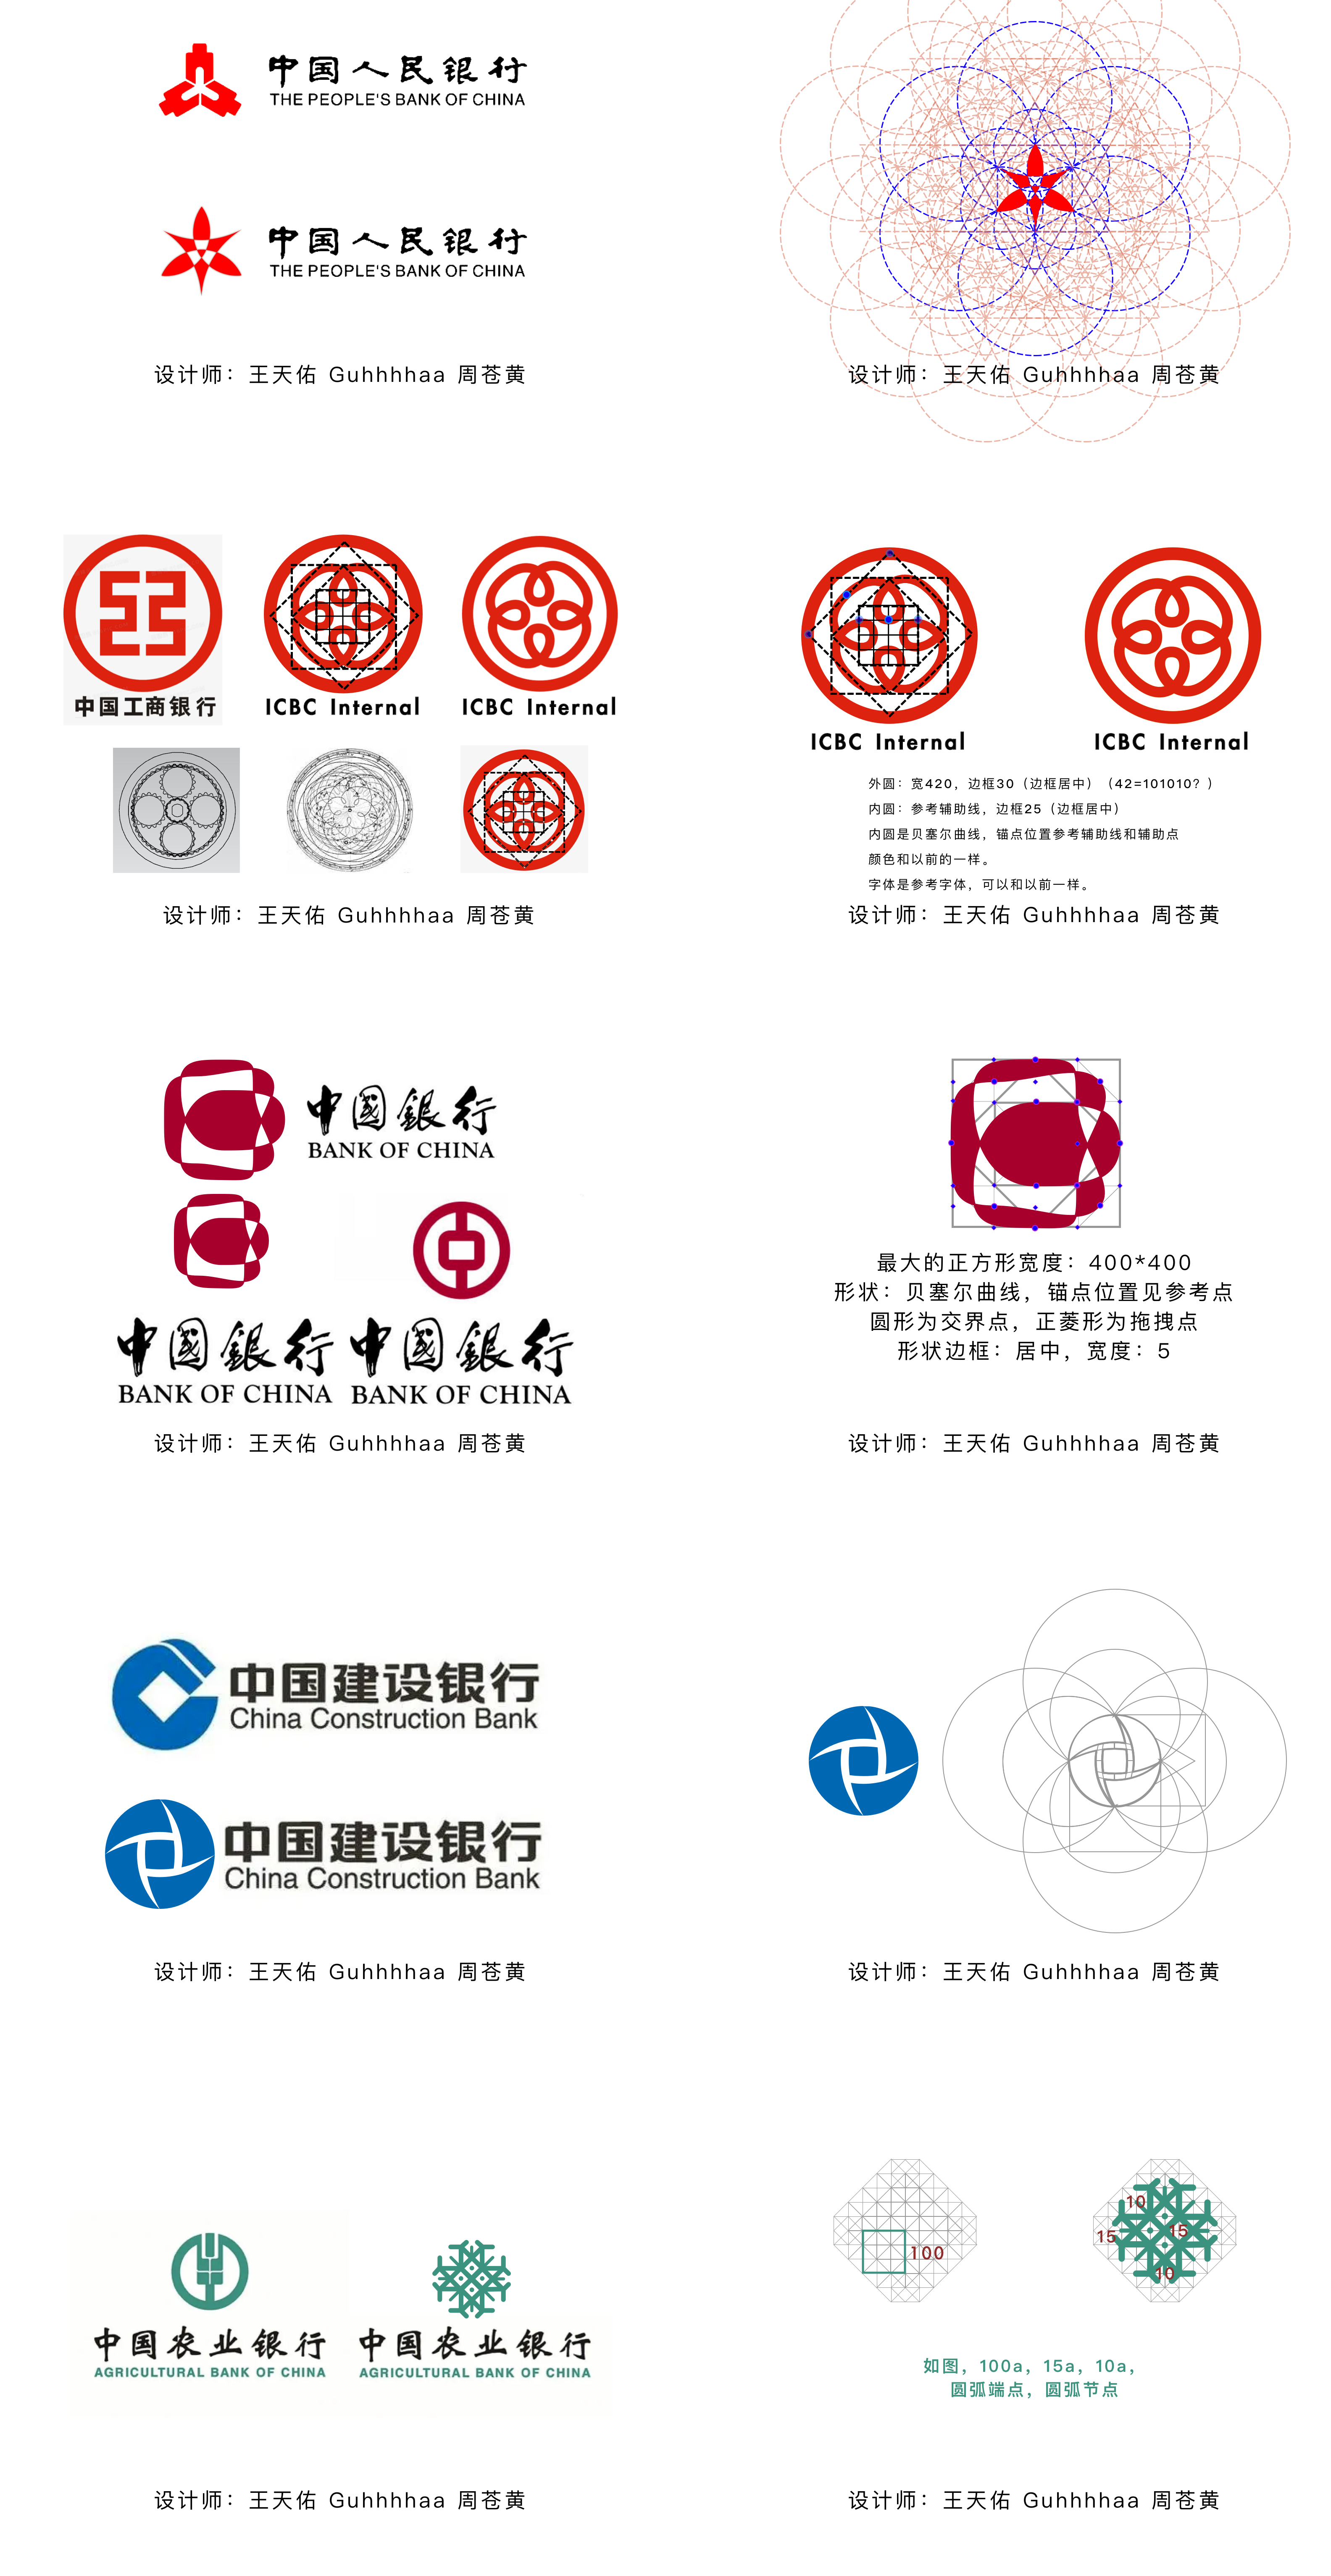 中国人民银行
THE PEOPLE'S BANK OF CHINA
中国人民银行
THE PEOPLE'S BANK OF CHINA
设计师：王天佑 Guhhhhaa 周苍黄
设计师：王天佑 Guhhhhaa 周苍黄
中国工商银行
ICBC Internal
ICBC Internal
设计师：王天佑 Guhhhhaa 周苍黄
ICBC Internal
ICBC Internal
外圆：宽420，边框30（边框居中）（42=101010？）
内圆：参考辅助线，边框25（边框居中）
内圆是贝塞尔曲线，锚点位置参考辅助线和辅助点
颜色和以前的一样。
字体是参考字体，可以和以前一样。
设计师：王天佑 Guhhhhaa 周苍黄
中國銀行
BANK OF CHINA
中國銀行
BANK OF CHINA
中國銀行
BANK OF CHINA
设计师：王天佑 Guhhhhaa 周苍黄
最大的正方形宽度：400*400
形状：贝塞尔曲线，锚点位置见参考点
圆形为交界点，正菱形为拖拽点
形状边框：居中，宽度：5
设计师：王天佑 Guhhhhaa 周苍黄
中国建设银行
China Construction Bank
中国建设银行
China Construction Bank
设计师：王天佑 Guhhhhaa 周苍黄
设计师：王天佑 Guhhhhaa 周苍黄
中国农业银行
AGRICULTURAL BANK OF CHINA
中国农业银行
AGRICULTURAL BANK OF CHINA
设计师：王天佑 Guhhhhaa 周苍黄
100
10
15
15
10
如图，100a，15a，10a，
圆弧端点，圆弧节点
设计师：王天佑 Guhhhhaa 周苍黄